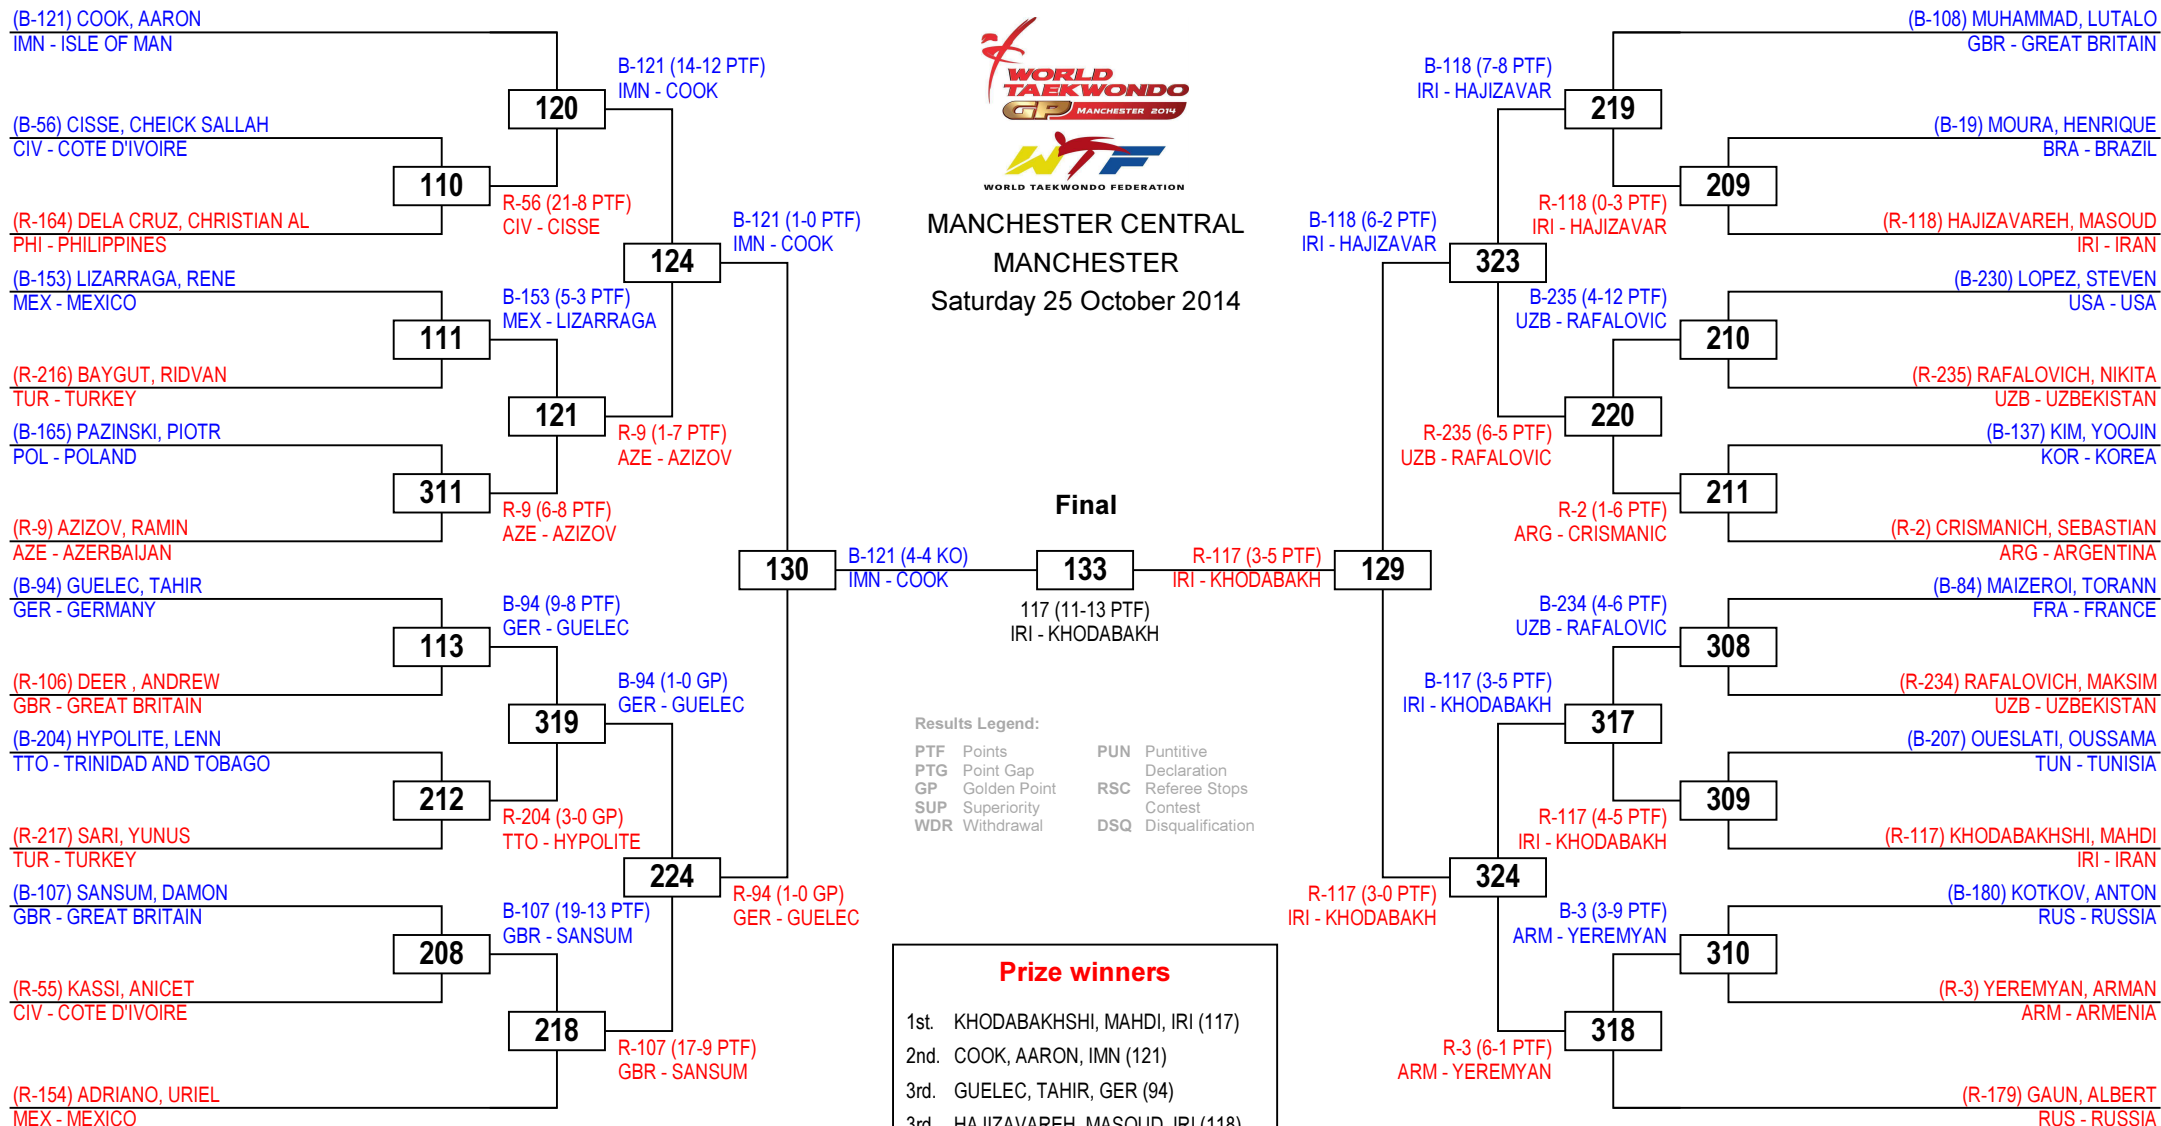 (B-121) COOK, AARON
IMN - ISLE OF MAN
(B-56) CISSE, CHEICK SALLAH
CIV - COTE D'IVOIRE
(R-164) DELA CRUZ, CHRISTIAN AL
PHI - PHILIPPINES
(B-153) LIZARRAGA, RENE
MEX - MEXICO
(R-216) BAYGUT, RIDVAN
TUR - TURKEY
(B-165) PAZINSKI, PIOTR
POL - POLAND
(R-9) AZIZOV, RAMIN
AZE - AZERBAIJAN
(B-94) GUELEC, TAHIR
GER - GERMANY
(R-106) DEER , ANDREW
GBR - GREAT BRITAIN
(B-204) HYPOLITE, LENN
TTO - TRINIDAD AND TOBAGO
(R-217) SARI, YUNUS
TUR - TURKEY
(B-107) SANSUM, DAMON
GBR - GREAT BRITAIN
(R-55) KASSI, ANICET
CIV - COTE D'IVOIRE
(R-154) ADRIANO, URIEL
MEX - MEXICO
110
111
311
113
212
208
R-56 (21-8 PTF)
CIV - CISSE
B-153 (5-3 PTF)
MEX - LIZARRAGA
R-9 (6-8 PTF)
AZE - AZIZOV
B-94 (9-8 PTF)
GER - GUELEC
R-204 (3-0 GP)
TTO - HYPOLITE
B-107 (19-13 PTF)
GBR - SANSUM
120
121
319
218
B-121 (14-12 PTF)
IMN - COOK
R-9 (1-7 PTF)
AZE - AZIZOV
B-94 (1-0 GP)
GER - GUELEC
R-107 (17-9 PTF)
GBR - SANSUM
124
224
B-121 (1-0 PTF)
IMN - COOK
R-94 (1-0 GP)
GER - GUELEC
130
B-121 (4-4 KO)
IMN - COOK
WORLD
TAEKWONDO
GP MANCHESTER 2014
WTF
WORLD TAEKWONDO FEDERATION
MANCHESTER CENTRAL
MANCHESTER
Saturday 25 October 2014
Final
133
117 (11-13 PTF)
IRI - KHODABAKH
Results Legend:
PTF Points
PTG Point Gap
GP Golden Point
SUP Superiority
WDR Withdrawal
PUN Puntitive
Declaration
RSC Referee Stops
Contest
DSQ Disqualification
Prize winners
1st. KHODABAKHSHI, MAHDI, IRI (117)
2nd. COOK, AARON, IMN (121)
3rd. GUELEC, TAHIR, GER (94)
3rd. HAJIZAVAREH, MASOUD, IRI (118)
R-117 (3-5 PTF)
IRI - KHODABAKH
129
B-118 (6-2 PTF)
IRI - HAJIZAVAR
R-117 (3-0 PTF)
IRI - KHODABAKH
323
324
B-118 (7-8 PTF)
IRI - HAJIZAVAR
R-235 (6-5 PTF)
UZB - RAFALOVIC
B-117 (3-5 PTF)
IRI - KHODABAKH
R-3 (6-1 PTF)
ARM - YEREMYAN
219
220
317
318
R-118 (0-3 PTF)
IRI - HAJIZAVAR
B-235 (4-12 PTF)
UZB - RAFALOVIC
R-2 (1-6 PTF)
ARG - CRISMANIC
B-234 (4-6 PTF)
UZB - RAFALOVIC
R-117 (4-5 PTF)
IRI - KHODABAKH
B-3 (3-9 PTF)
ARM - YEREMYAN
209
210
211
308
309
310
(B-108) MUHAMMAD, LUTALO
GBR - GREAT BRITAIN
(B-19) MOURA, HENRIQUE
BRA - BRAZIL
(R-118) HAJIZAVAREH, MASOUD
IRI - IRAN
(B-230) LOPEZ, STEVEN
USA - USA
(R-235) RAFALOVICH, NIKITA
UZB - UZBEKISTAN
(B-137) KIM, YOOJIN
KOR - KOREA
(R-2) CRISMANICH, SEBASTIAN
ARG - ARGENTINA
(B-84) MAIZEROI, TORANN
FRA - FRANCE
(R-234) RAFALOVICH, MAKSIM
UZB - UZBEKISTAN
(B-207) OUESLATI, OUSSAMA
TUN - TUNISIA
(R-117) KHODABAKHSHI, MAHDI
IRI - IRAN
(B-180) KOTKOV, ANTON
RUS - RUSSIA
(R-3) YEREMYAN, ARMAN
ARM - ARMENIA
(R-179) GAUN, ALBERT
RUS - RUSSIA